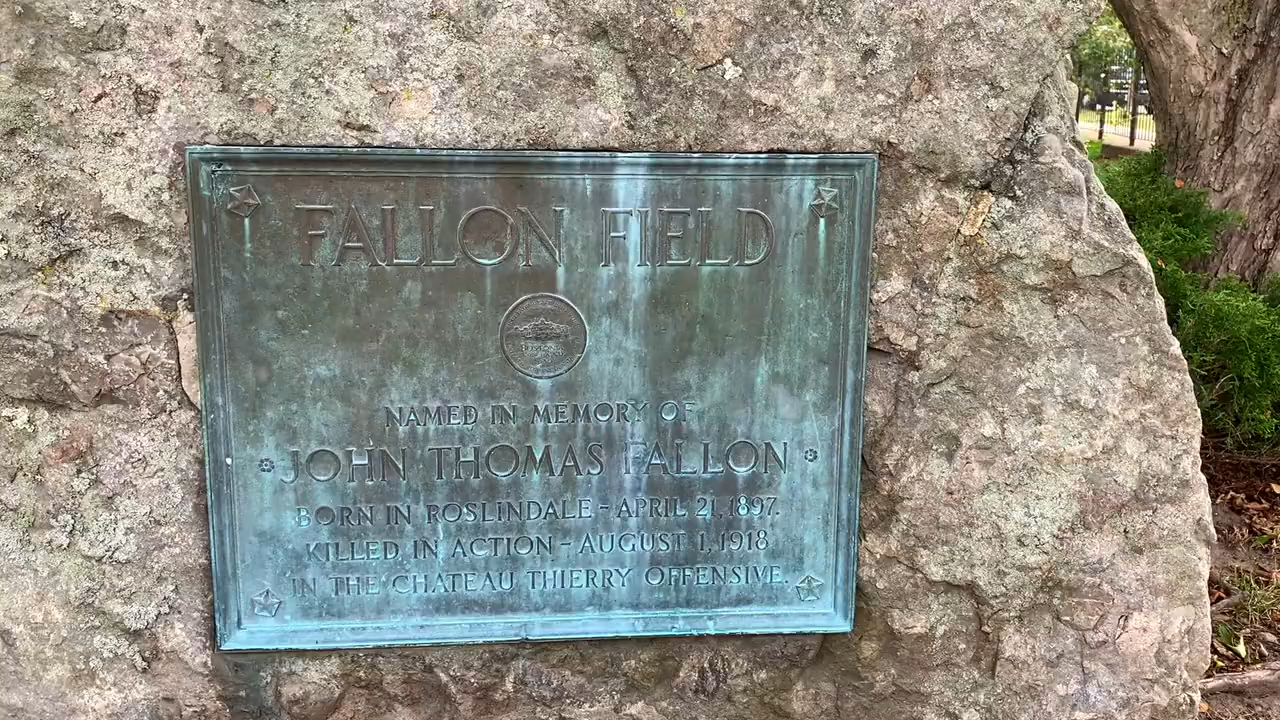 FALLON FIELD
NAMED IN MEMORY OF
JOHN THOMAS FALLON
BORN IN ROSLINDALE - APRIL 21, 1897.
KILLED IN ACTION - AUGUST 1, 1918
IN THE CHATEAU THIERRY OFFENSIVE.